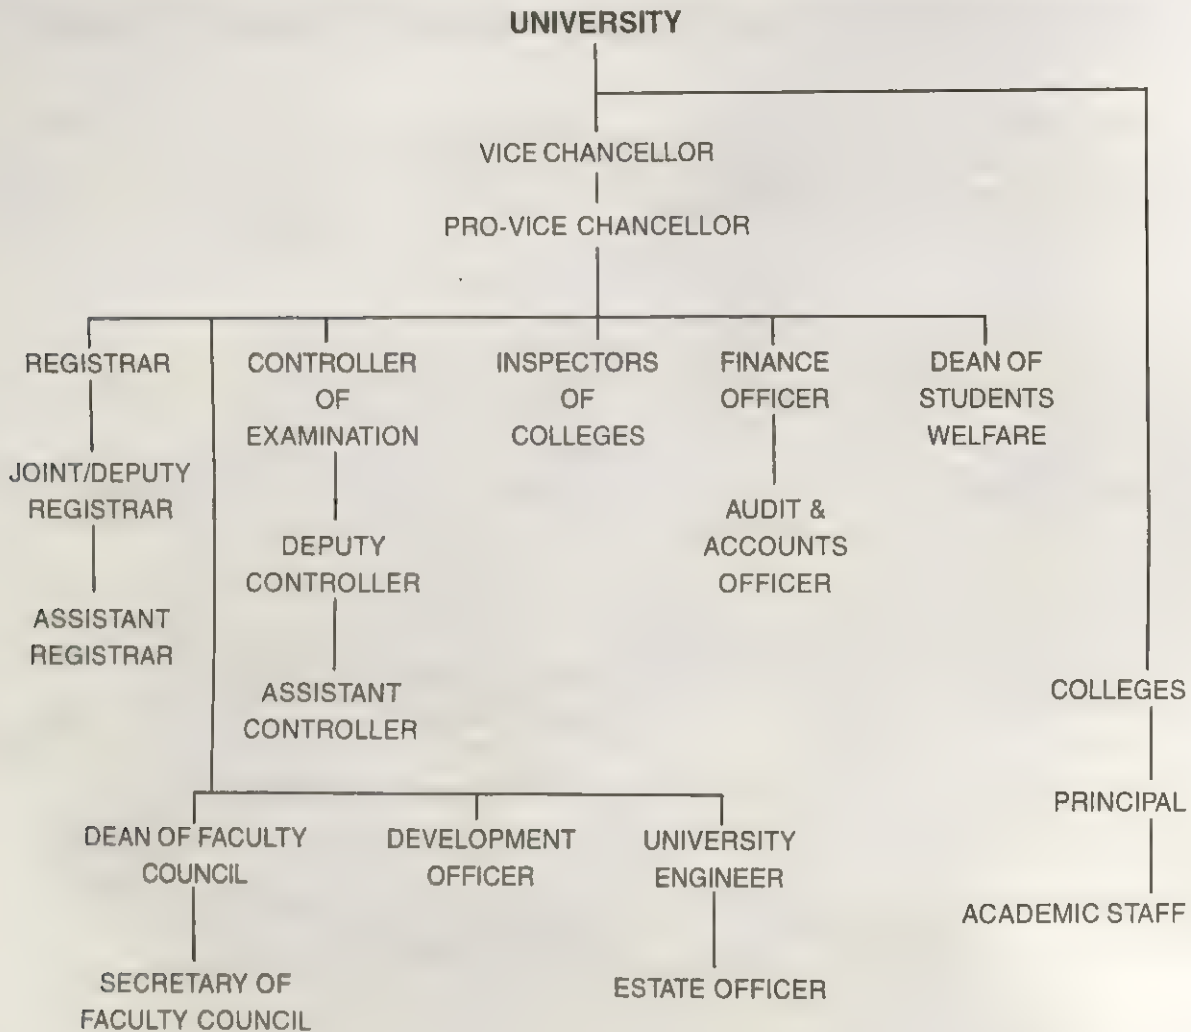 UNIVERSITY
VICE CHANCELLOR
PRO-VICE CHANCELLOR
REGISTRAR
CONTROLLER
OF
EXAMINATION
INSPECTORS
OF
COLLEGES
FINANCE
OFFICER
DEAN OF
STUDENTS
WELFARE
JOINT/DEPUTY
REGISTRAR
DEPUTY
CONTROLLER
AUDIT &
ACCOUNTS
OFFICER
ASSISTANT
REGISTRAR
ASSISTANT
CONTROLLER
COLLEGES
PRINCIPAL
ACADEMIC STAFF
DEAN OF FACULTY
COUNCIL
DEVELOPMENT
OFFICER
UNIVERSITY
ENGINEER
SECRETARY OF
FACULTY COUNCIL
ESTATE OFFICER